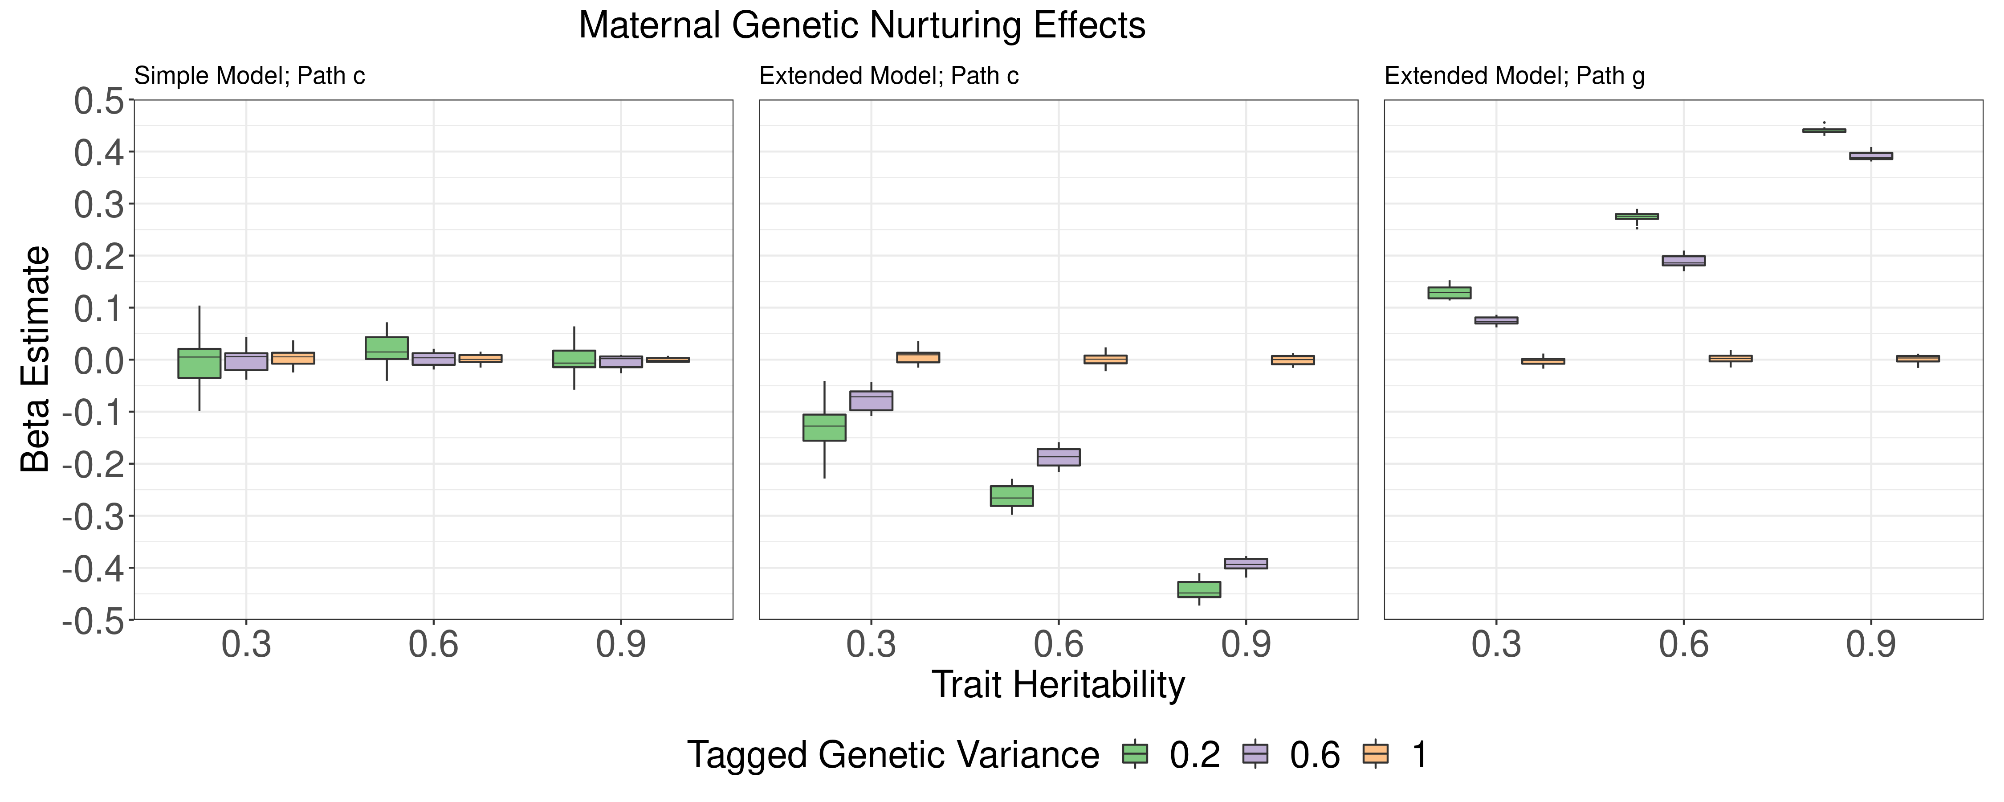 Maternal Genetic Nurturing Effects
Simple Model; Path c
Extended Model; Path c
Extended Model; Path g
Beta Estimate
0.5
0.4
0.3
0.2
0.1
0.0
-0.1
-0.2
-0.3
-0.4
-0.5
0.3 0.6 0.9
0.3 0.6 0.9
0.3 0.6 0.9
Trait Heritability
Tagged Genetic Variance 0.2 0.6 1